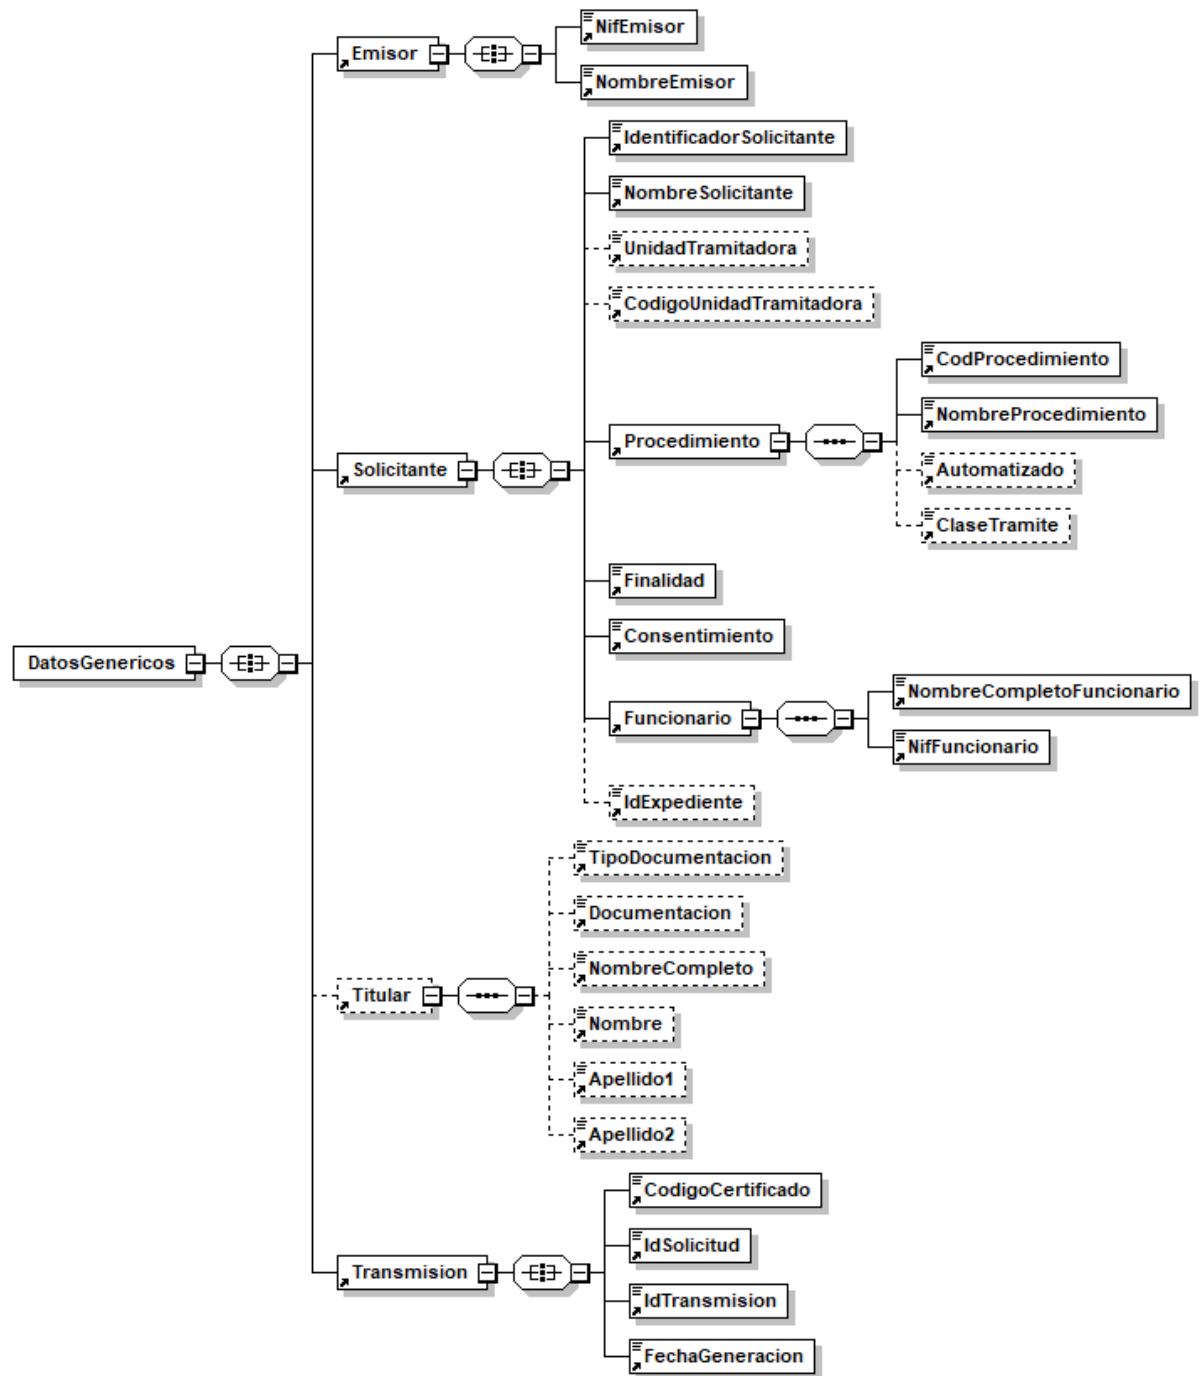 DatosGenericos
Emisor
NifEmisor
NombreEmisor
Solicitante
IdentificadorSolicitante
NombreSolicitante
UnidadTramitadora
CodigoUnidadTramitadora
Procedimiento
CodProcedimiento
NombreProcedimiento
Automatizado
ClaseTramite
Finalidad
Consentimiento
Funcionario
NombreCompletoFuncionario
NifFuncionario
IdExpediente
Titular
TipoDocumentacion
Documentacion
NombreCompleto
Nombre
Apellido1
Apellido2
Transmision
CodigoCertificado
IdSolicitud
IdTransmision
FechaGeneracion